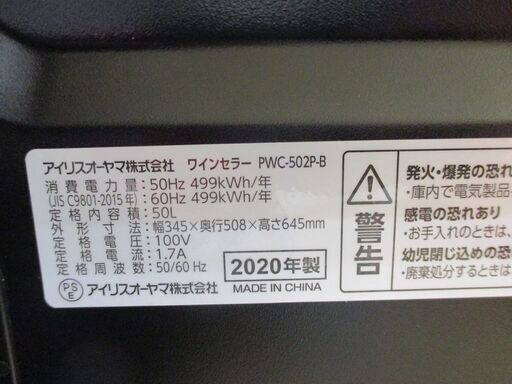 アイリスオーヤマ株式会社 ワインセラー PWC-502P-B
消費電力量:50Hz 499kWh/年
(JIS C9801-2015年):60Hz 499kWh/年
定格内容積:50L
外形寸法:幅345×奥行508×高さ645mm
定格電圧:100V
定格電流:1.7A
定格周波数:50/60 Hz
2020年製
PSE アイリスオーヤマ株式会社 MADE IN CHINA
警告
発火・爆発の恐れ
・庫内で電気製品
感電の恐れあり
・お手入れのときは、
幼児閉じ込めの恐
・廃棄処分するときは